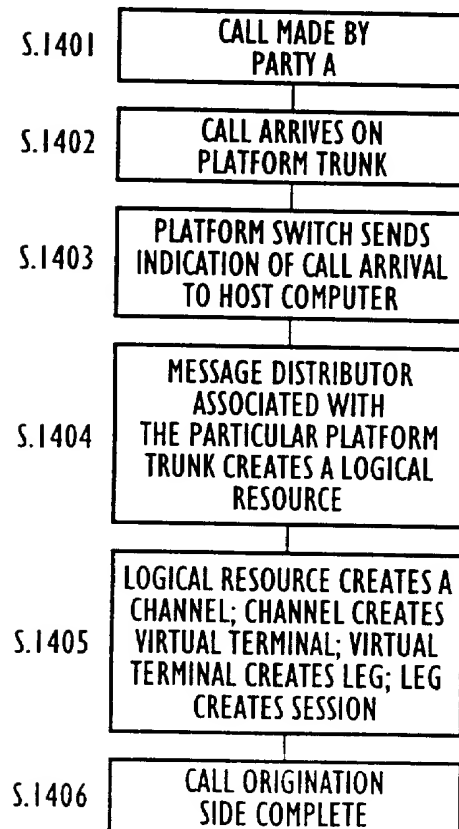 S.1401
CALL MADE BY
PARTY A
S.1402
CALL ARRIVES ON
PLATFORM TRUNK
S.1403
PLATFORM SWITCH SENDS
INDICATION OF CALL ARRIVAL
TO HOST COMPUTER
S.1404
MESSAGE DISTRIBUTOR
ASSOCIATED WITH
THE PARTICULAR PLATFORM
TRUNK CREATES A LOGICAL
RESOURCE
S.1405
LOGICAL RESOURCE CREATES A
CHANNEL; CHANNEL CREATES
VIRTUAL TERMINAL; VIRTUAL
TERMINAL CREATES LEG; LEG
CREATES SESSION
S.1406
CALL ORIGINATION
SIDE COMPLETE